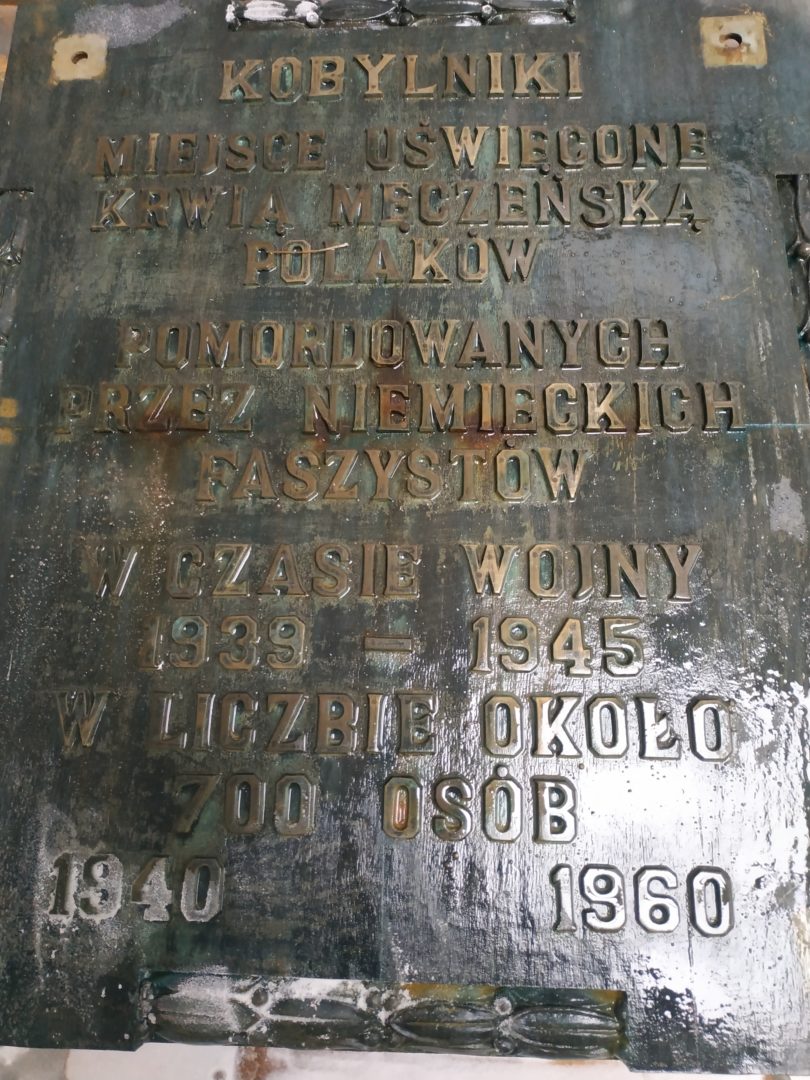 KOBYLNIKI
MIEJSCE UŚWIĘCONE
KRWIĄ MĘCZEŃSKĄ
POLAKÓW
POMORDOWANYCH
PRZEZ NIEMIECKICH
FASZYSTÓW
W CZASIE WOJNY
1939 - 1945
W LICZBIE OKOŁO
700 OSÓB
1940 1960